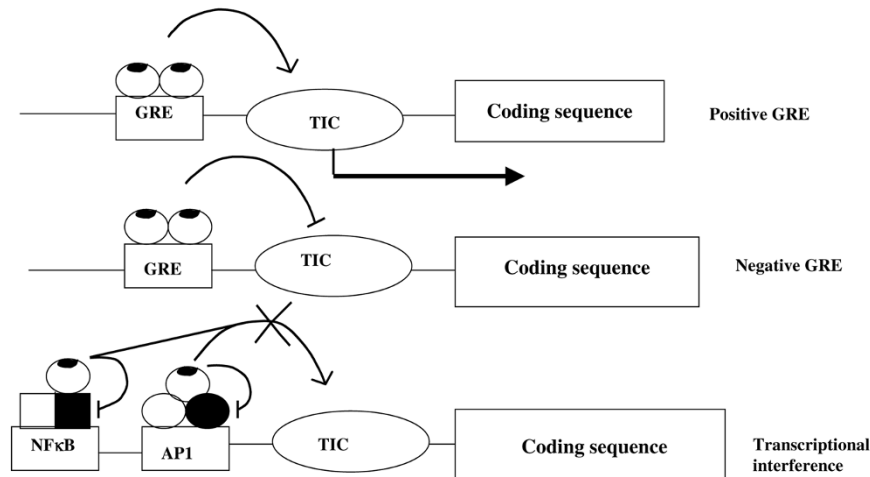 GRE
TIC
Coding sequence
Positive GRE
GRE
TIC
Coding sequence
Negative GRE
NFκB
AP1
TIC
Coding sequence
Transcriptional
interference